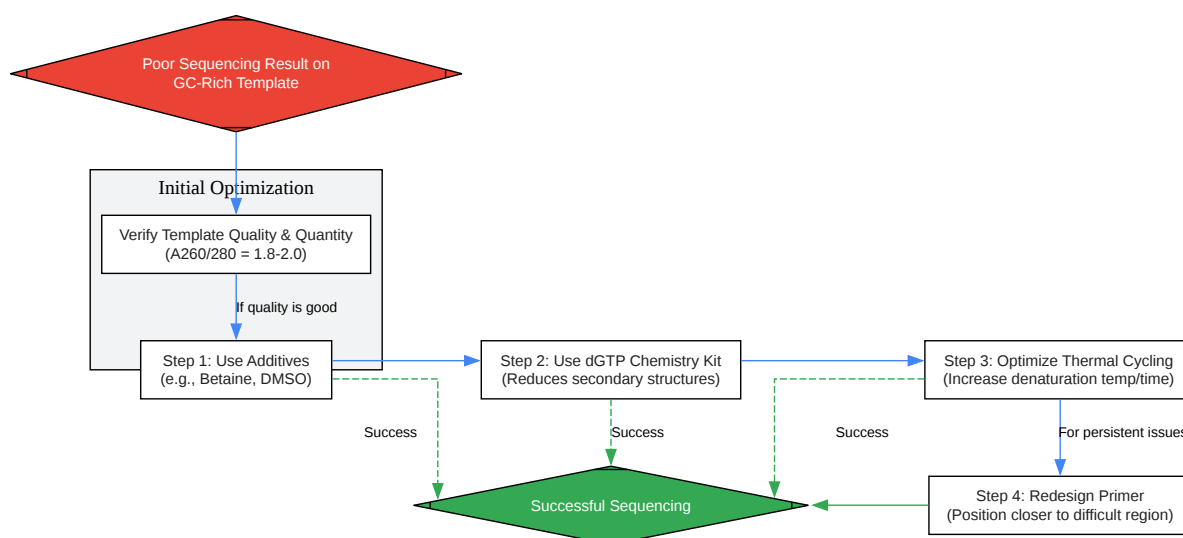 Poor Sequencing Result on
GC-Rich Template
Initial Optimization
Verify Template Quality & Quantity
(A260/280 = 1.8-2.0)
If quality is good
Step 1: Use Additives
(e.g., Betaine, DMSO)
Step 2: Use dGTP Chemistry Kit
(Reduces secondary structures)
Step 3: Optimize Thermal Cycling
(Increase denaturation temp/time)
Success
Success
Success
For persistent issues
Step 4: Redesign Primer
(Position closer to difficult region)
Successful Sequencing